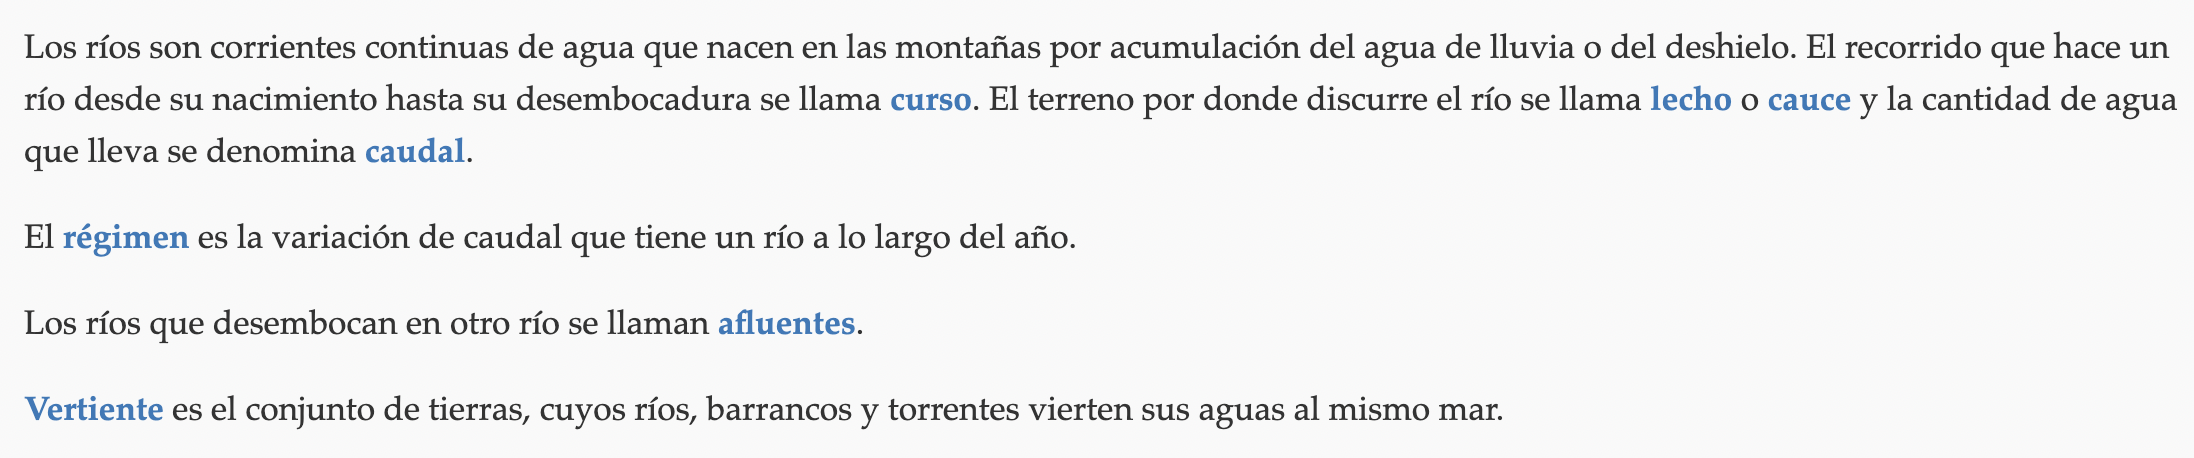 Los ríos son corrientes continuas de agua que nacen en las montañas por acumulación del agua de lluvia o del deshielo. El recorrido que hace un
río desde su nacimiento hasta su desembocadura se llama curso. El terreno por donde discurre el río se llama lecho o cauce y la cantidad de agua
que lleva se denomina caudal.
El régimen es la variación de caudal que tiene un río a lo largo del año.
Los ríos que desembocan en otro río se llaman afluentes.
Vertiente es el conjunto de tierras, cuyos ríos, barrancos y torrentes vierten sus aguas al mismo mar.